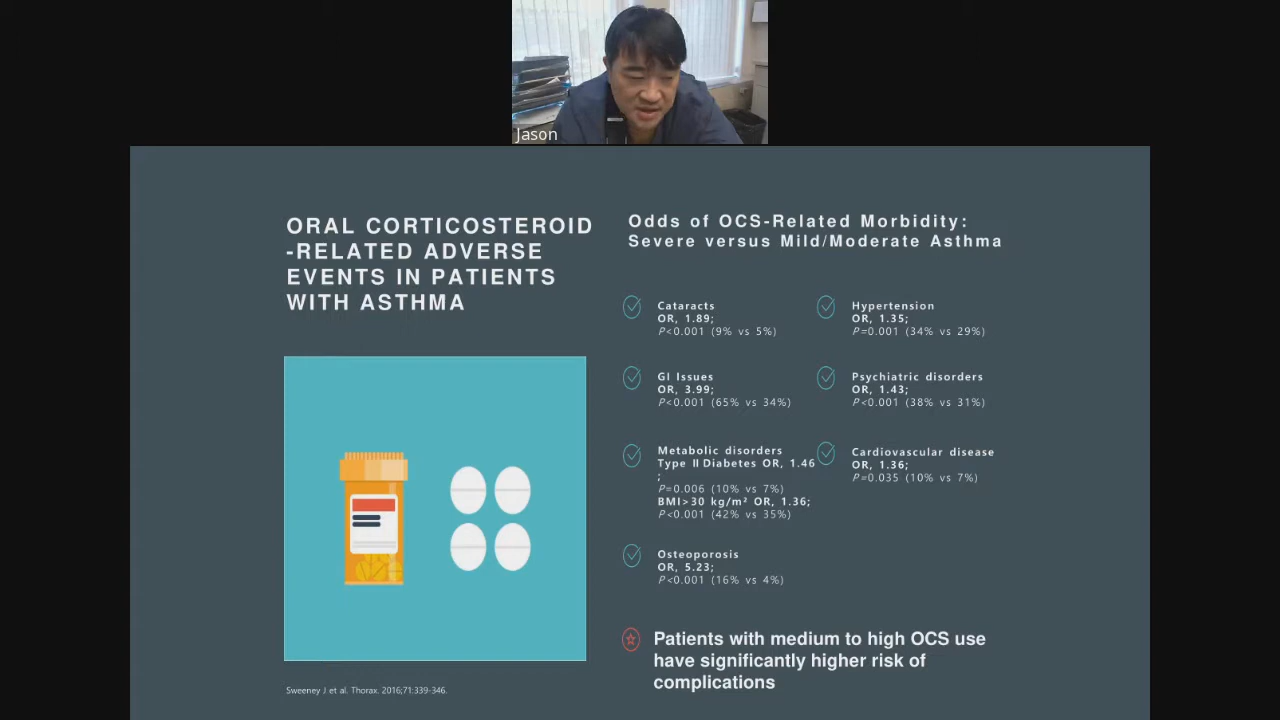 Jason
ORAL CORTICOSTEROID
-RELATED ADVERSE
EVENTS IN PATIENTS
WITH ASTHMA
Odds of OCS-Related Morbidity:
Severe versus Mild/Moderate Asthma
Cataracts
OR, 1.89;
P<0.001 (9% vs 5%)
Hypertension
OR, 1.35;
P=0.001 (34% vs 29%)
GI Issues
OR, 3.99;
P<0.001 (65% vs 34%)
Psychiatric disorders
OR, 1.43;
P<0.001 (38% vs 31%)
Metabolic disorders
Type II Diabetes OR, 1.46
;
P=0.006 (10% vs 7%)
BMI>30 kg/m² OR, 1.36;
P<0.001 (42% vs 35%)
Cardiovascular disease
OR, 1.36;
P=0.035 (10% vs 7%)
Osteoporosis
OR, 5.23;
P<0.001 (16% vs 4%)
Patients with medium to high OCS use
have significantly higher risk of
complications
Sweeney J et al. Thorax. 2016;71:339-346.